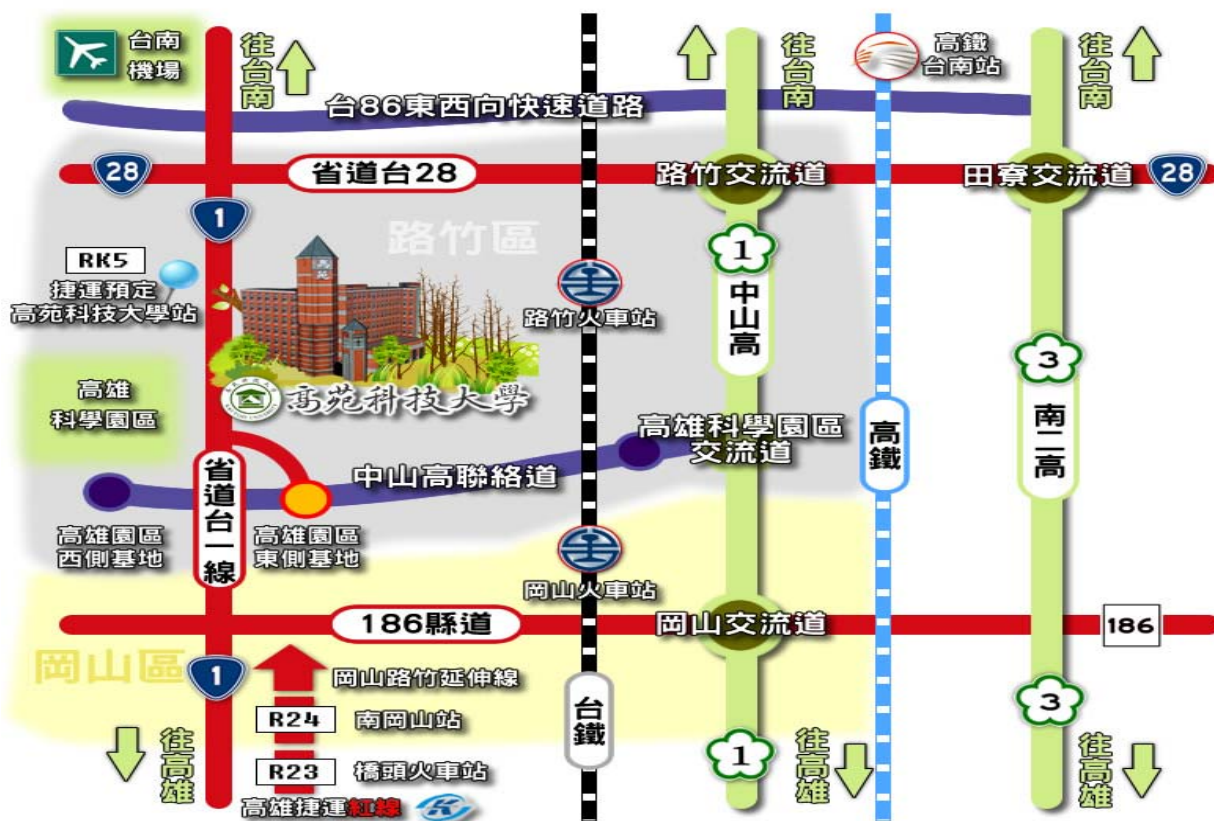 台南
機場
往台南
往台南
高鐵
台南站
往台南
台86東西向快速道路
28
省道台28
路竹交流道
田寮交流道
28
1
路竹區
1
RK5
捷運預定
高苑科技大學站
高苑
路竹火車站
中山高
3
高雄
科學園區
高苑科技大學
高雄科學園區
交流道
高鐵
南二高
省道台一線
中山高聯絡道
高雄園區
西側基地
高雄園區
東側基地
岡山火車站
186縣道
岡山交流道
186
岡山區
1
岡山路竹延伸線
R24
南岡山站
台鐵
3
1
往高雄
R23
橋頭火車站
往高雄
往高雄
高雄捷運紅線
K